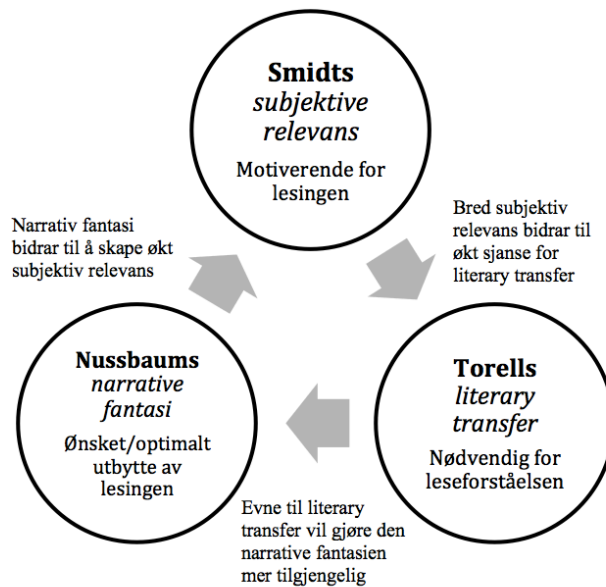 Smidts
subjektive
relevans
Motiverende for
lesingen
Narrativ fantasi
bidrar til å skape økt
subjektiv relevans
Bred subjektiv
relevans bidrar til
økt sjanse for
literary transfer
Nussbaums
narrative
fantasi
Ønsket/optimalt
utbytte av
lesingen
Torells
literary
transfer
Nødvendig for
leseforståelsen
Evne til literary
transfer vil gjøre den
narrative fantasien
mer tilgjengelig